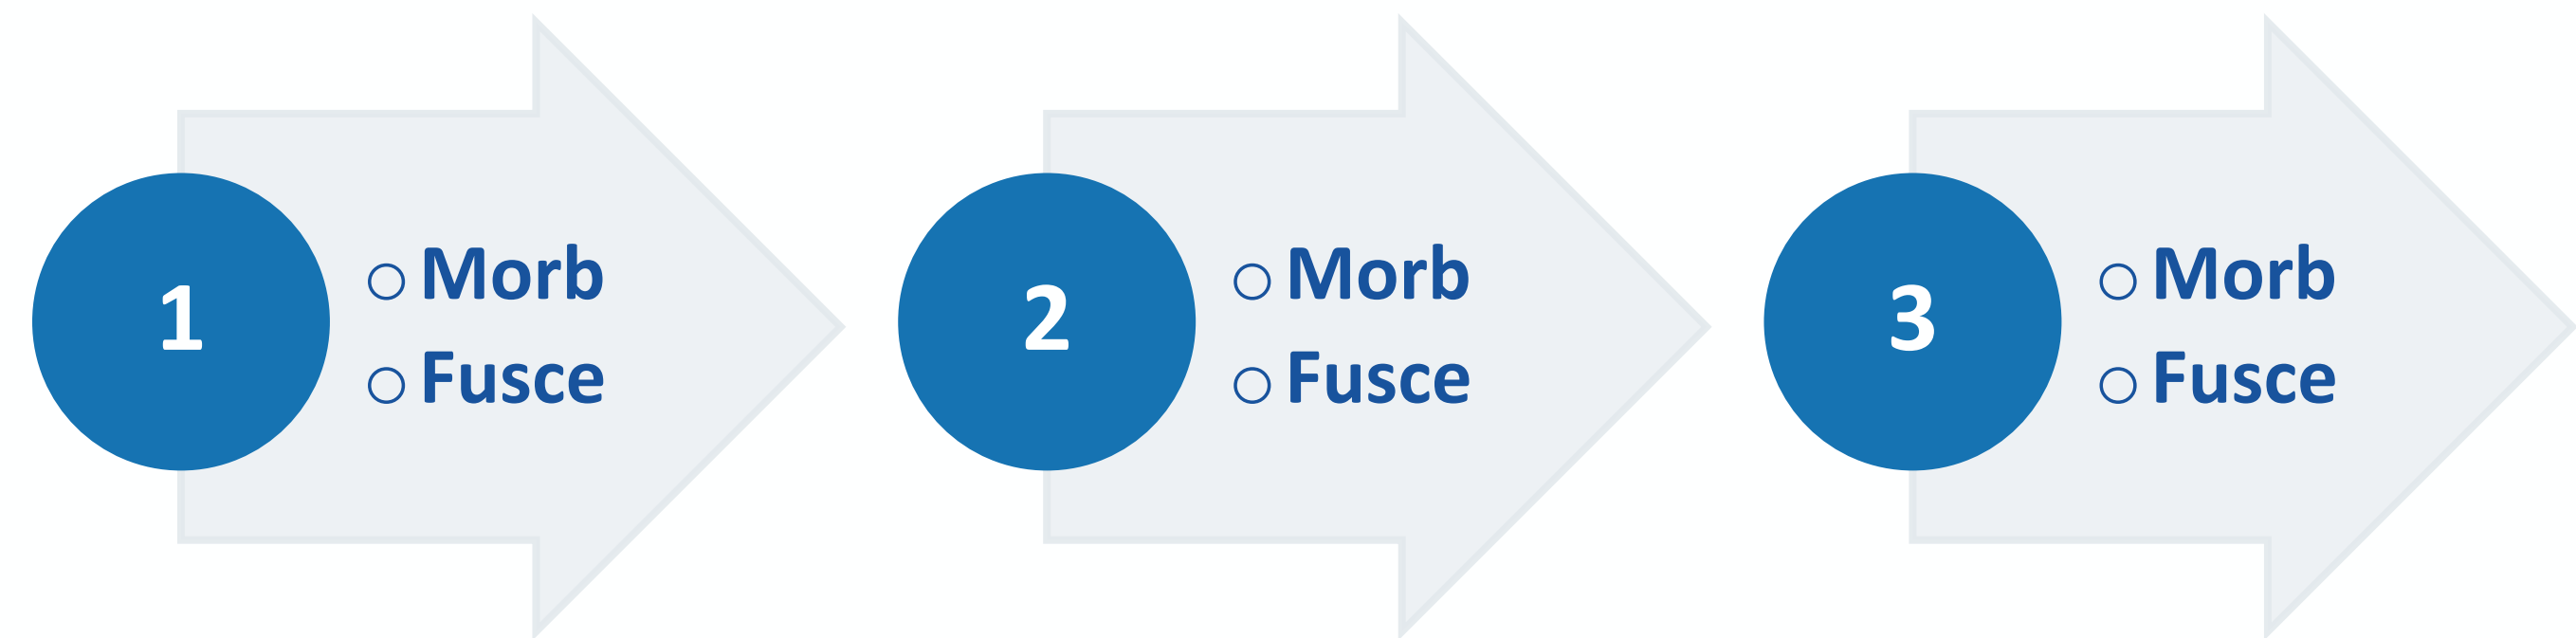 1
○ Morb
○ Fusce
2
○ Morb
○ Fusce
3
○ Morb
○ Fusce